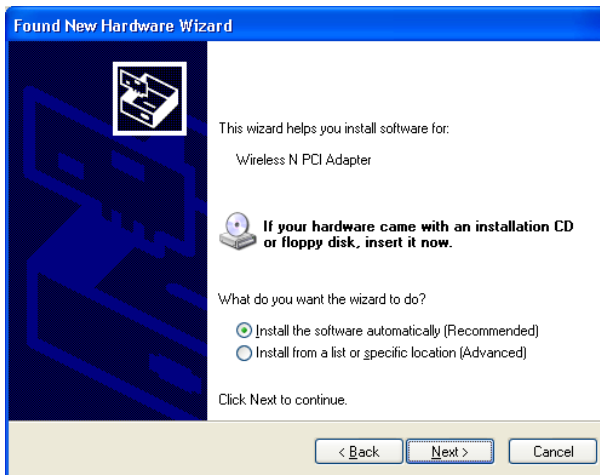 Found New Hardware Wizard
This wizard helps you install software for:
Wireless N PCI Adapter
If your hardware came with an installation CD
or floppy disk, insert it now.
What do you want the wizard to do?
Install the software automatically (Recommended)
Install from a list or specific location (Advanced)
Click Next to continue.
< Back Next > Cancel